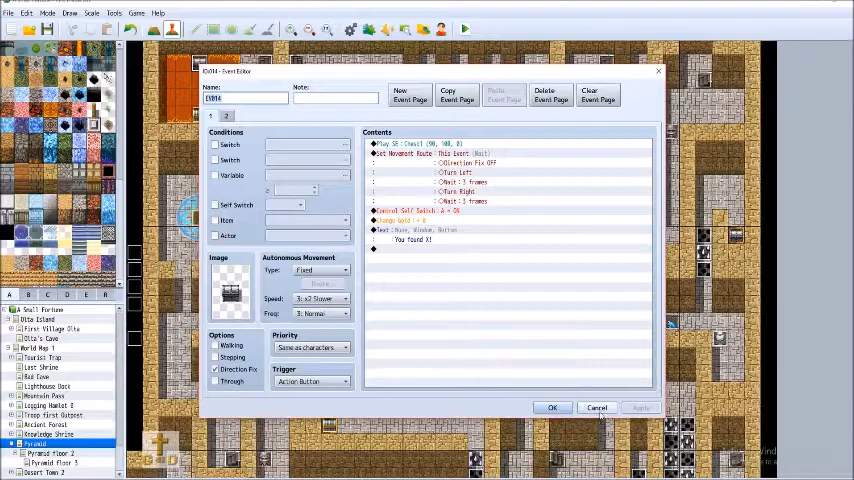 File Edit Mode Draw Scale Tools Game Help
EV014 - Event Editor
Name:
Note:
EV014
New Event Page
Copy Event Page
Paste Event Page
Delete Event Page
Clear Event Page
1 2
Conditions
Switch
Switch
Variable
≥
Self Switch
Item
Actor
Image
Autonomous Movement
Type: Fixed
Route...
Speed: 3: x2 Slower
Freq: 3: Normal
Options
Walking
Stepping
Direction Fix
Through
Priority
Same as characters
Trigger
Action Button
Contents
◆Play SE : Chest1 (90, 100, 0)
◆Set Movement Route : This Event (Wait)
: : ◇Direction Fix OFF
: : ◇Turn Left
: : ◇Wait : 3 frames
: : ◇Turn Right
: : ◇Wait : 3 frames
◆Control Self Switch : A = ON
◆Change Gold : + 0
◆Text : None, Window, Bottom
: : You found X!
◆
OK
Cancel
Apply
A B C D E R
A Small Fortune
Olta Island
First Village Olta
Olta's Cave
World Map 1
Tourist Trap
Last Shrine
Bad Cave
Lighthouse Dock
Mountain Pass
Logging Hamlet B
Troop first Outpost
Ancient Forest
Knowledge Shrine
Pyramid
Pyramid floor 2
Pyramid floor 3
Desert Town 2